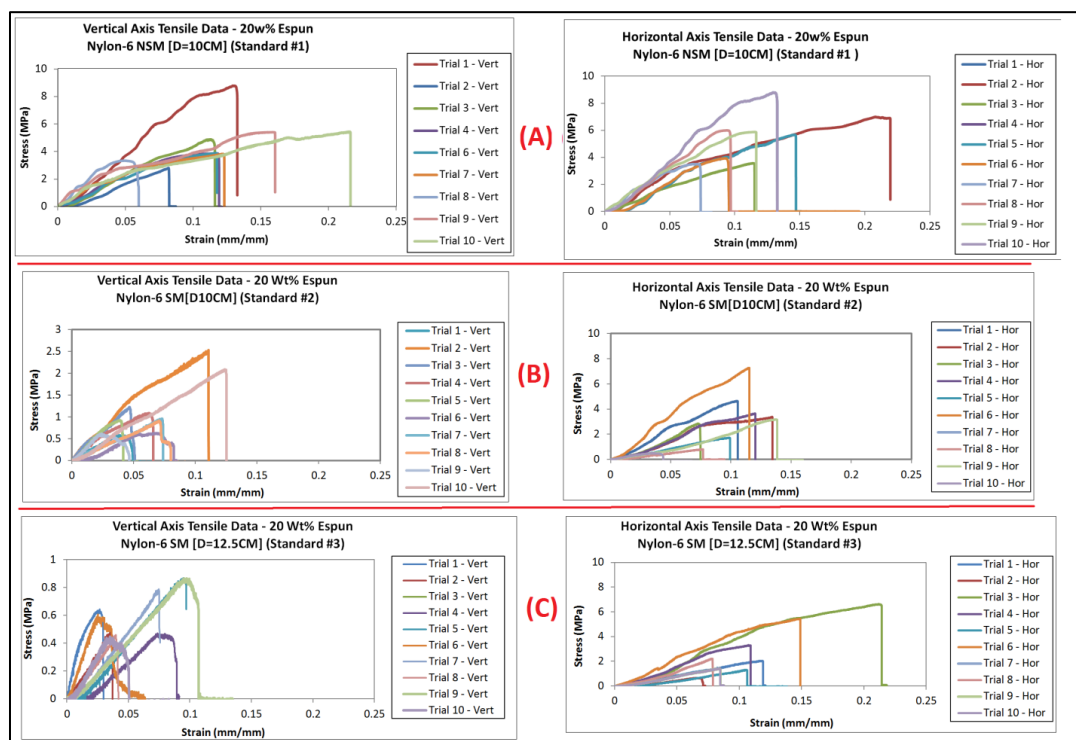 Vertical Axis Tensile Data - 20w% Espun
Nylon-6 NSM [D=10CM] (Standard #1)
Stress (MPa)
10
8
6
4
2
0
0
0.05
0.1
0.15
0.2
0.25
Strain (mm/mm)
Trial 1 - Vert
Trial 2 - Vert
Trial 3 - Vert
Trial 4 - Vert
Trial 6 - Vert
Trial 7 - Vert
Trial 8 - Vert
Trial 9 - Vert
Trial 10 - Vert
(A)
Horizontal Axis Tensile Data - 20w% Espun
Nylon-6 NSM [D=10CM] (Standard #1 )
Stress (MPa)
10
8
6
4
2
0
0
0.05
0.1
0.15
0.2
0.25
Strain (mm/mm)
Trial 1 - Hor
Trial 2 - Hor
Trial 3 - Hor
Trial 4 - Hor
Trial 5 - Hor
Trial 6 - Hor
Trial 7 - Hor
Trial 8 - Hor
Trial 9 - Hor
Trial 10 - Hor
Vertical Axis Tensile Data - 20 Wt% Espun
Nylon-6 SM[D10CM] (Standard #2)
Stress (MPa)
3
2.5
2
1.5
1
0.5
0
0
0.05
0.1
0.15
0.2
0.25
Strain (mm/mm)
Trial 1 - Vert
Trial 2 - Vert
Trial 3 - Vert
Trial 4 - Vert
Trial 5 - Vert
Trial 6 - Vert
Trial 7 - Vert
Trial 8 - Vert
Trial 9 - Vert
Trial 10 - Vert
(B)
Horizontal Axis Tensile Data - 20 Wt% Espun
Nylon-6 SM[D10CM] (Standard #2)
Stress (MPa)
10
8
6
4
2
0
0
0.05
0.1
0.15
0.2
0.25
Strain (mm/mm)
Trial 1 - Hor
Trial 2 - Hor
Trial 3 - Hor
Trial 4 - Hor
Trial 5 - Hor
Trial 6 - Hor
Trial 7 - Hor
Trial 8 - Hor
Trial 9 - Hor
Trial 10 - Hor
Vertical Axis Tensile Data - 20 Wt% Espun
Nylon-6 SM [D=12.5CM] (Standard #3)
Stress (MPa)
1
0.8
0.6
0.4
0.2
0
0
0.05
0.1
0.15
0.2
0.25
Strain (mm/mm)
Trial 1 - Vert
Trial 2 - Vert
Trial 3 - Vert
Trial 4 - Vert
Trial 5 - Vert
Trial 6 - Vert
Trial 7 - Vert
Trial 8 - Vert
Trial 9 - Vert
Trial 10 - Vert
(C)
Horizontal Axis Tensile Data - 20 Wt% Espun
Nylon-6 SM [D=12.5CM] (Standard #3)
Stress (MPa)
10
8
6
4
2
0
0
0.05
0.1
0.15
0.2
0.25
Strain (mm/mm)
Trial 1 - Hor
Trial 2 - Hor
Trial 3 - Hor
Trial 4 - Hor
Trial 5 - Hor
Trial 6 - Hor
Trial 7 - Hor
Trial 8 - Hor
Trial 9 - Hor
Trial 10 - Hor